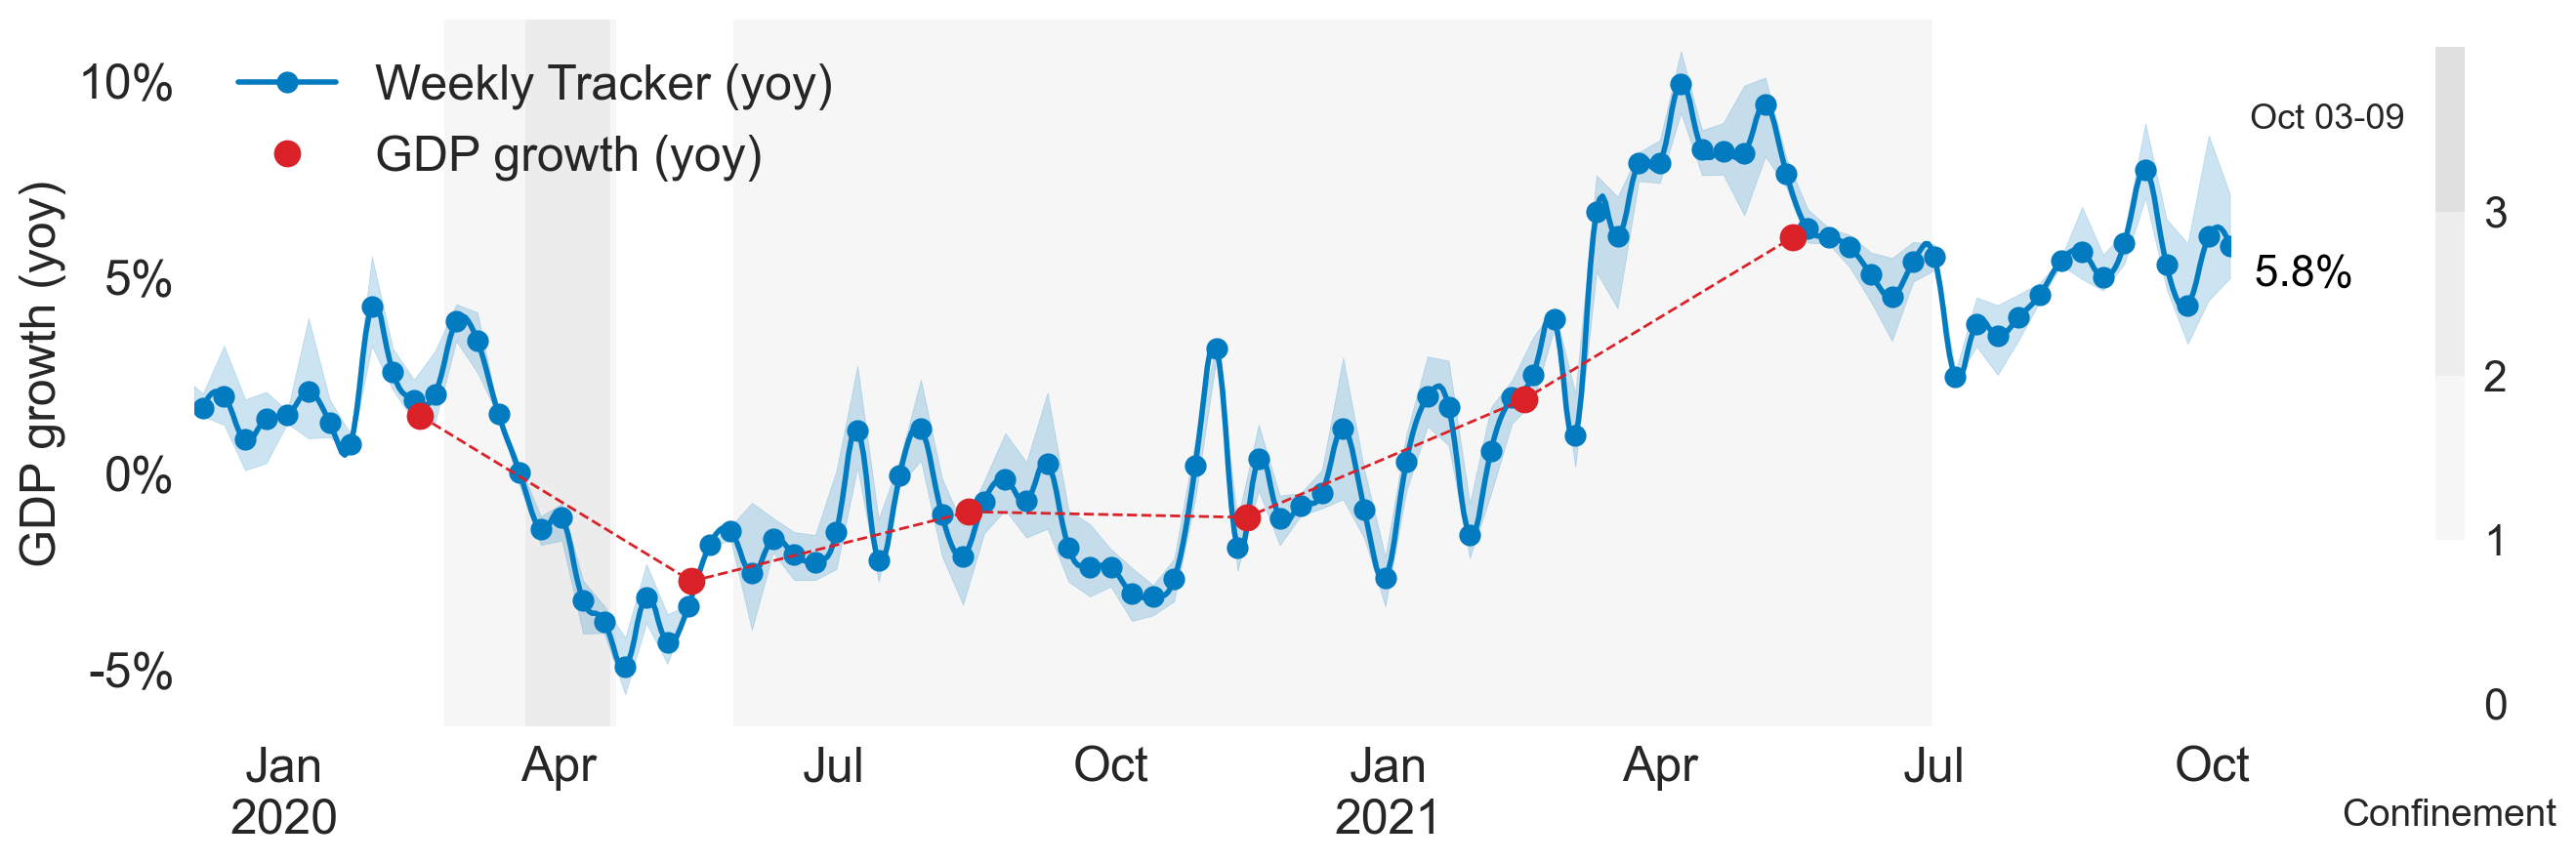 10%
5%
0%
-5%
GDP growth (yoy)
Weekly Tracker (yoy)
GDP growth (yoy)
Oct 03-09
5.8%
3
2
1
0
Confinement
Jan
2020
Apr
Jul
Oct
Jan
2021
Apr
Jul
Oct